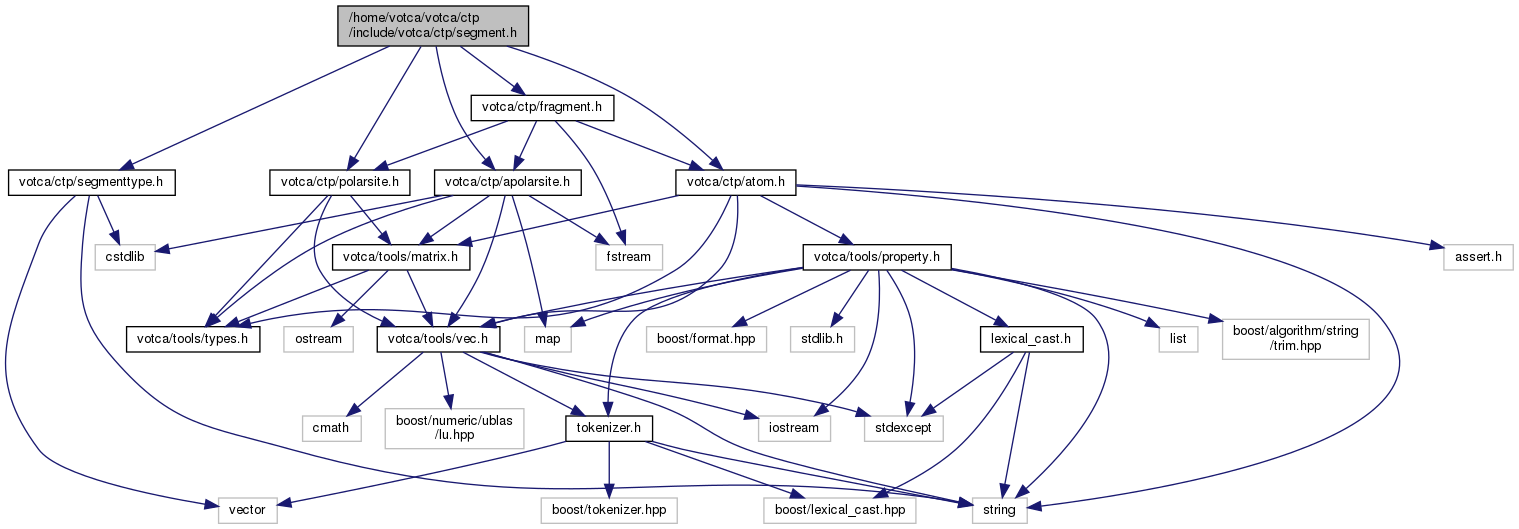 /home/votca/votca/ctp
/include/votca/ctp/segment.h
votca/ctp/fragment.h
votca/ctp/segmenttype.h
votca/ctp/polarsite.h
votca/ctp/apolarsite.h
votca/ctp/atom.h
cstdlib
votca/tools/matrix.h
fstream
votca/tools/property.h
assert.h
votca/tools/types.h
ostream
votca/tools/vec.h
map
boost/format.hpp
stdlib.h
lexical_cast.h
list
boost/algorithm/string
/trim.hpp
cmath
boost/numeric/ublas
/lu.hpp
tokenizer.h
iostream
stdexcept
vector
boost/tokenizer.hpp
boost/lexical_cast.hpp
string